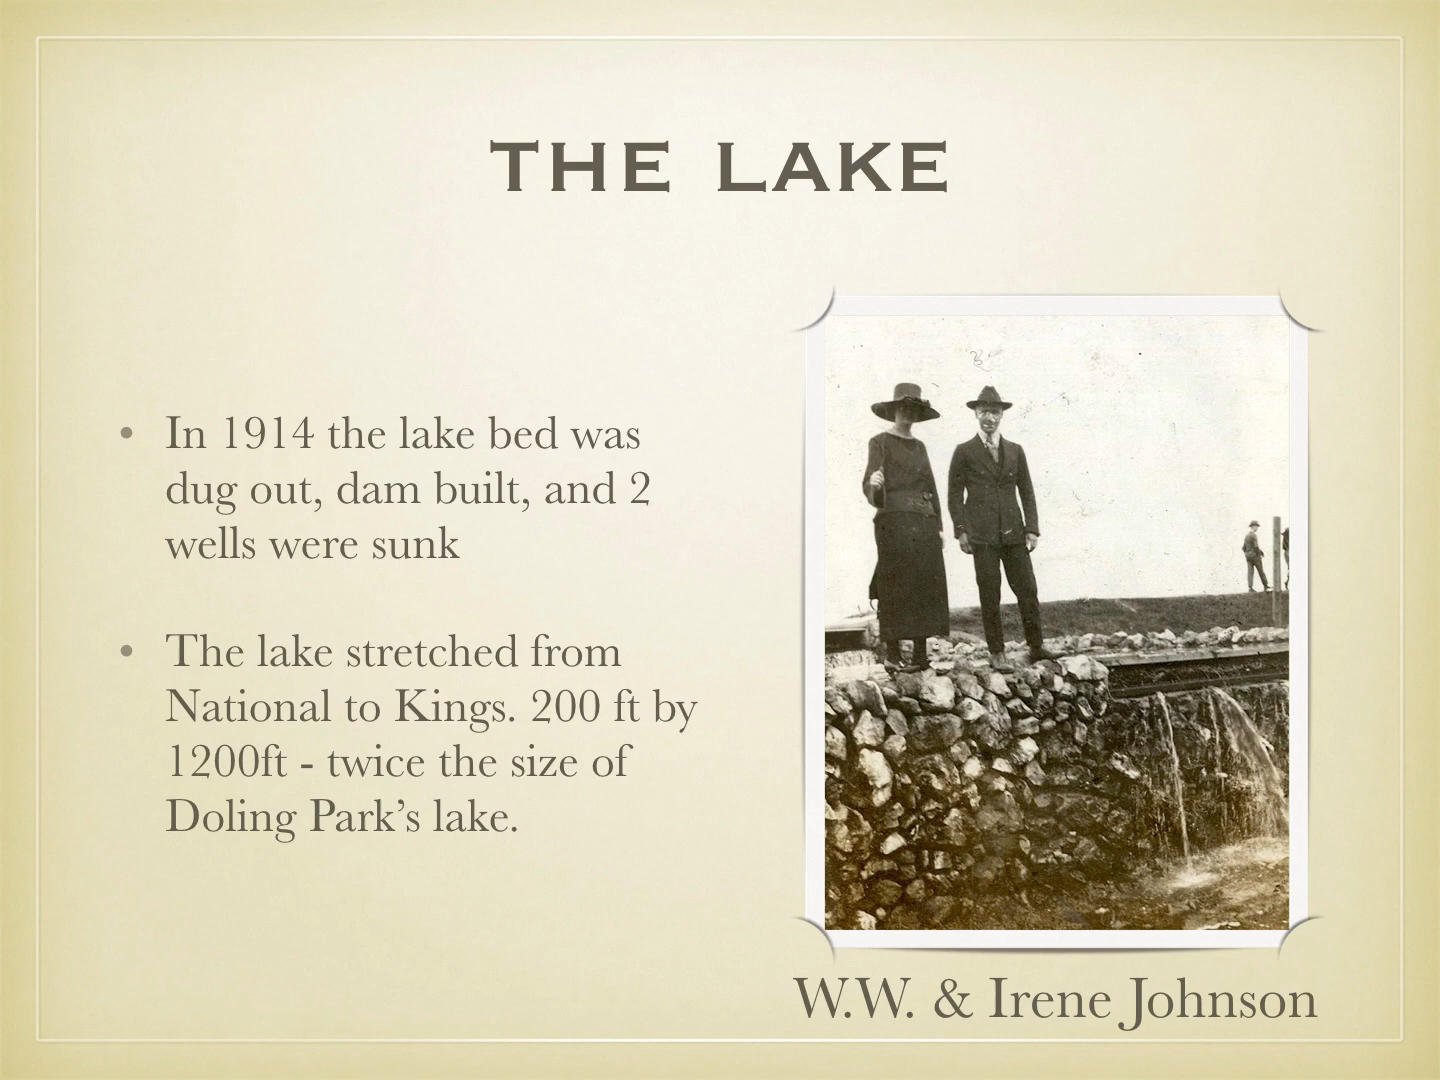 THE LAKE
• In 1914 the lake bed was
dug out, dam built, and 2
wells were sunk
• The lake stretched from
National to Kings. 200 ft by
1200ft - twice the size of
Doling Park’s lake.
W.W. & Irene Johnson